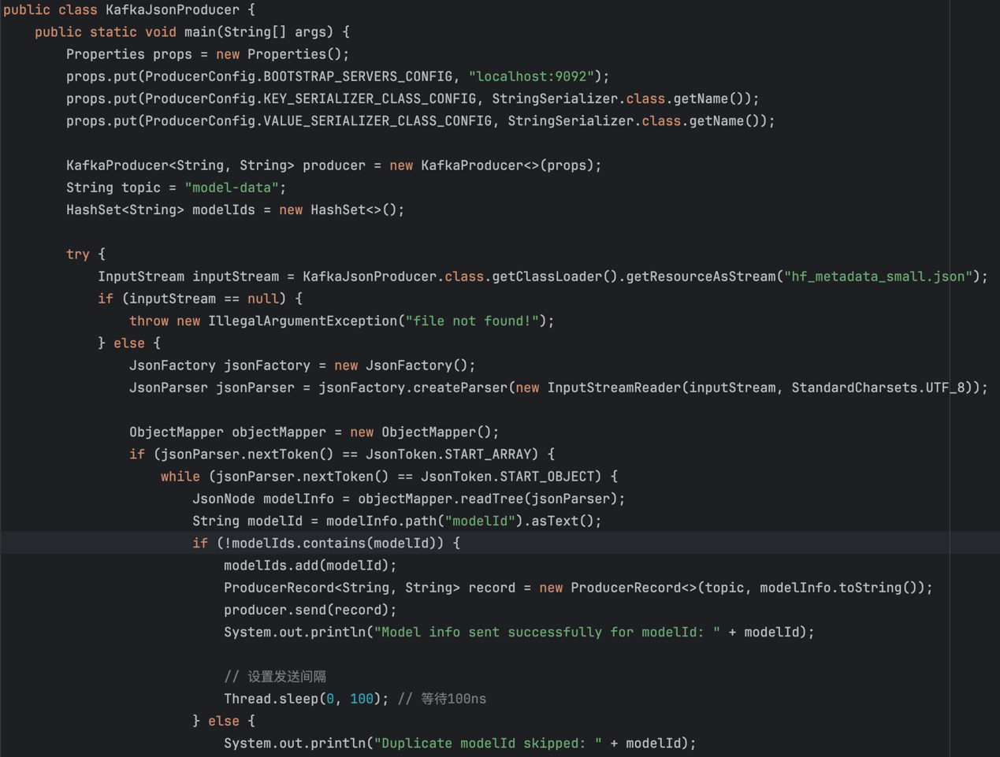 public class KafkaJsonProducer {
public static void main(String[] args) {
Properties props = new Properties();
props.put(ProducerConfig.BOOTSTRAP_SERVERS_CONFIG, "localhost:9092");
props.put(ProducerConfig.KEY_SERIALIZER_CLASS_CONFIG, StringSerializer.class.getName());
props.put(ProducerConfig.VALUE_SERIALIZER_CLASS_CONFIG, StringSerializer.class.getName());
KafkaProducer<String, String> producer = new KafkaProducer<>(props);
String topic = "model-data";
HashSet<String> modelIds = new HashSet<>();
try {
InputStream inputStream = KafkaJsonProducer.class.getClassLoader().getResourceAsStream("hf_metadata_small.json");
if (inputStream == null) {
throw new IllegalArgumentException("file not found!");
} else {
JsonFactory jsonFactory = new JsonFactory();
JsonParser jsonParser = jsonFactory.createParser(new InputStreamReader(inputStream, StandardCharsets.UTF_8));
ObjectMapper objectMapper = new ObjectMapper();
if (jsonParser.nextToken() == JsonToken.START_ARRAY) {
while (jsonParser.nextToken() == JsonToken.START_OBJECT) {
JsonNode modelInfo = objectMapper.readTree(jsonParser);
String modelId = modelInfo.path("modelId").asText();
if (!modelIds.contains(modelId)) {
modelIds.add(modelId);
ProducerRecord<String, String> record = new ProducerRecord<>(topic, modelInfo.toString());
producer.send(record);
System.out.println("Model info sent successfully for modelId: " + modelId);
// 设置发送间隔
Thread.sleep(0, 100); // 等待100ns
} else {
System.out.println("Duplicate modelId skipped: " + modelId);